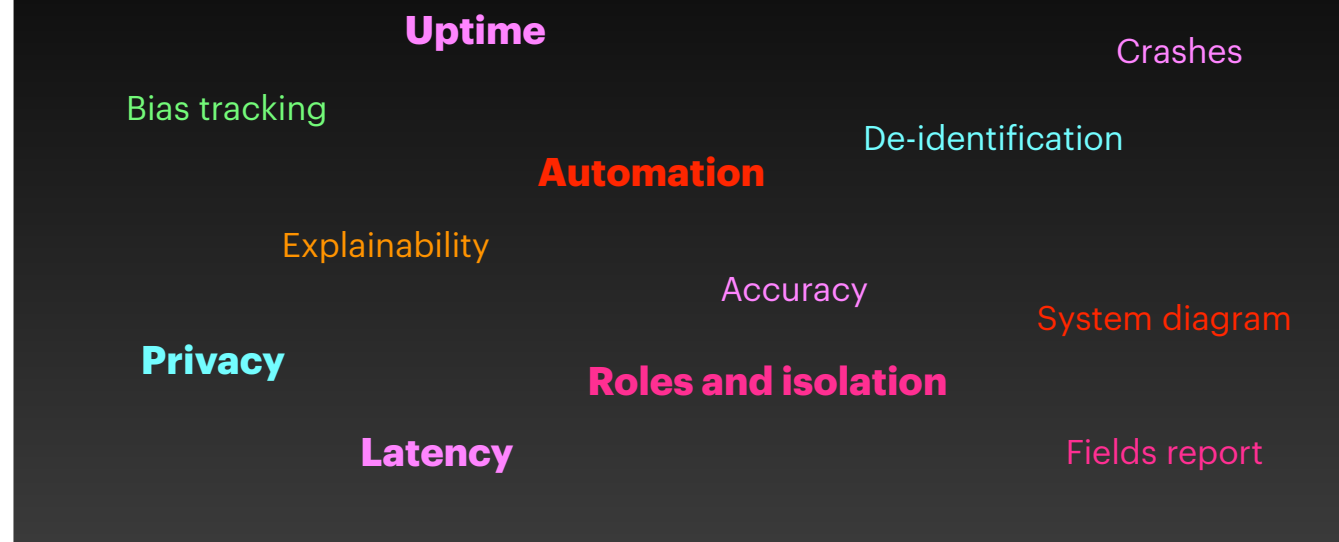 Uptime
Crashes
Bias tracking
De-identification
Automation
Explainability
Accuracy
System diagram
Privacy
Roles and isolation
Latency
Fields report